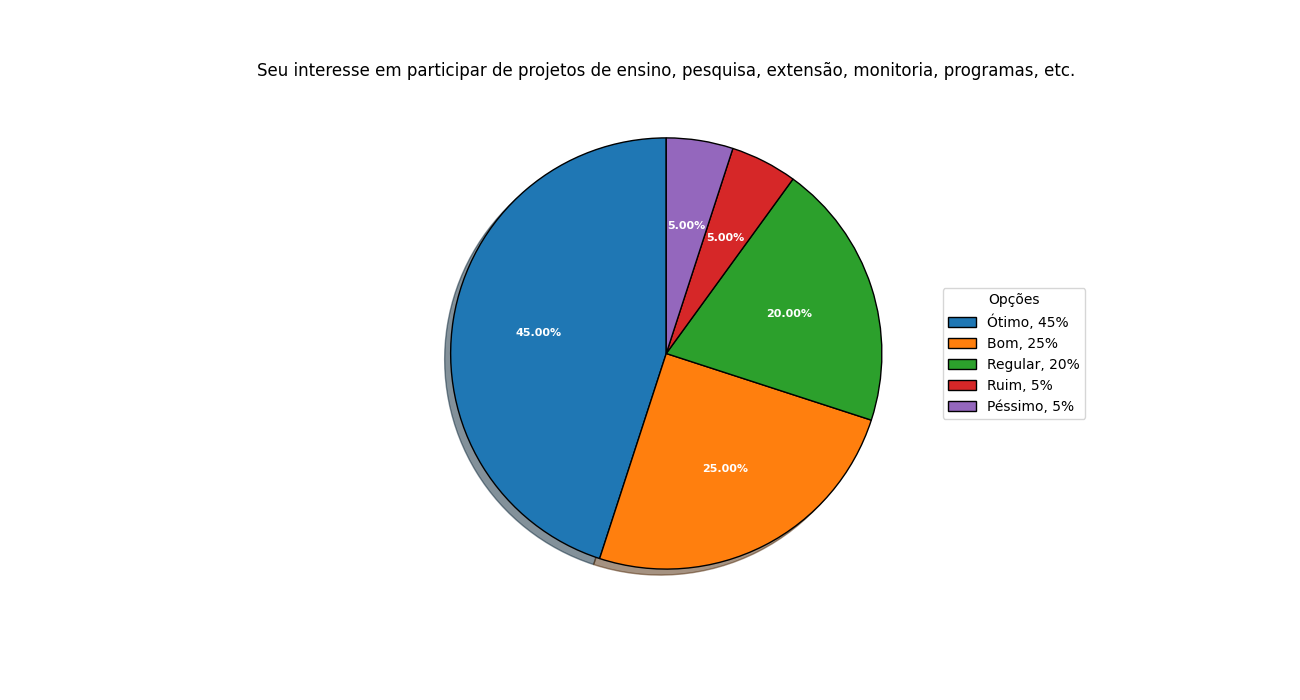 Seu interesse em participar de projetos de ensino, pesquisa, extensão, monitoria, programas, etc.
5.00%
5.00%
20.00%
45.00%
25.00%
Opções
Ótimo, 45%
Bom, 25%
Regular, 20%
Ruim, 5%
Péssimo, 5%